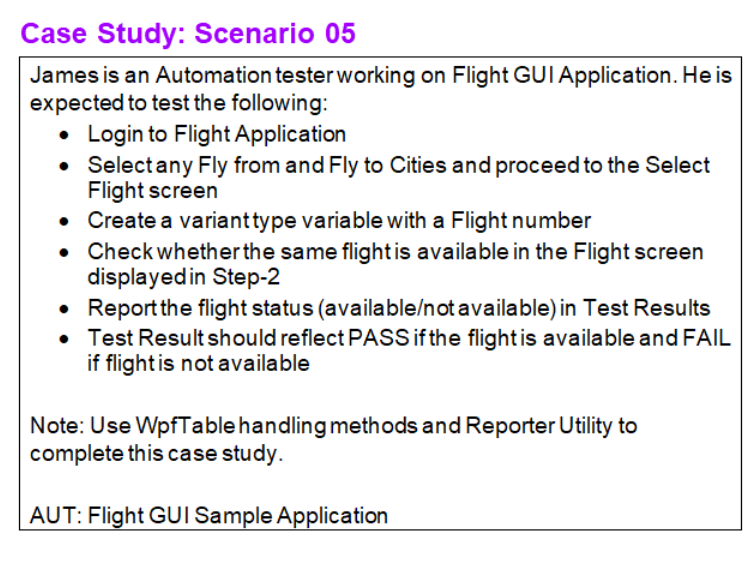 Case Study: Scenario 05
James is an Automation tester working on Flight GUI Application. He is
expected to test the following:
• Login to Flight Application
• Select any Fly from and Fly to Cities and proceed to the Select
Flight screen
• Create a variant type variable with a Flight number
• Check whether the same flight is available in the Flight screen
displayed in Step-2
• Report the flight status (available/not available) in Test Results
• Test Result should reflect PASS if the flight is available and FAIL
if flight is not available
Note: Use WpfTable handling methods and Reporter Utility to
complete this case study.
AUT: Flight GUI Sample Application